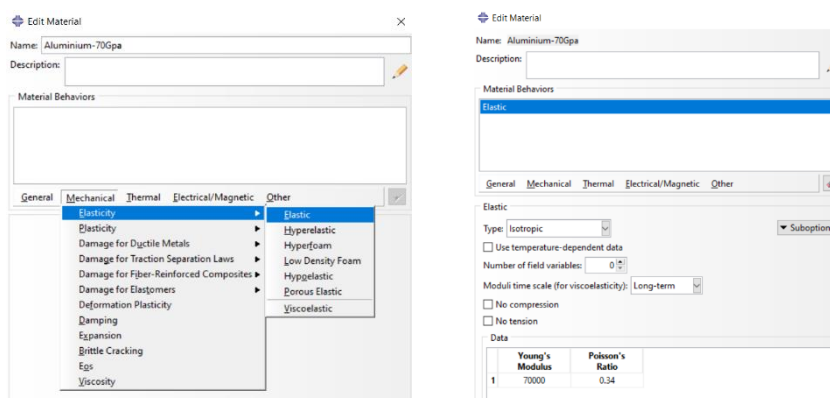 Edit Material
Name: Aluminium-70Gpa
Description:
Material Behaviors
General Mechanical Thermal Electrical/Magnetic Other
Elasticity
Plasticity
Damage for Ductile Metals
Damage for Traction Separation Laws
Damage for Fiber-Reinforced Composites
Damage for Elastomers
Deformation Plasticity
Damping
Expansion
Brittle Cracking
Eos
Viscosity
Elastic
Hyperelastic
Hyperfoam
Low Density Foam
Hypoelastic
Porous Elastic
Viscoelastic
Edit Material
Name: Aluminium-70Gpa
Description:
Material Behaviors
Elastic
General Mechanical Thermal Electrical/Magnetic Other
Elastic
Type: Isotropic
Suboption
Use temperature-dependent data
Number of field variables: 0
Moduli time scale (for viscoelasticity): Long-term
No compression
No tension
Data
Young's Modulus Poisson's Ratio
1 70000 0.34